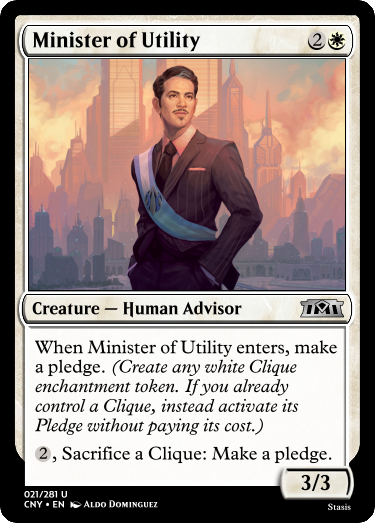 Minister of Utility 2
Creature — Human Advisor
When Minister of Utility enters, make
a pledge. (Create any white Clique
enchantment token. If you already
control a Clique, instead activate its
Pledge without paying its cost.)
2, Sacrifice a Clique: Make a pledge.
3/3
021/281 U
CNY • EN Aldo Dominguez
Stasis